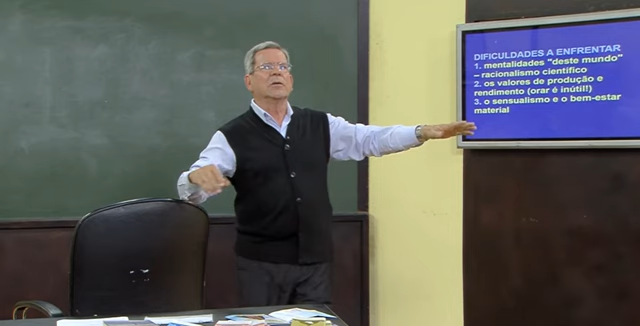 DIFICULDADES A ENFRENTAR
1. mentalidades "deste mundo"
– racionalismo científico
2. os valores de produção e
rendimento (orar é inútil!)
3. o sensualismo e o bem-estar
material